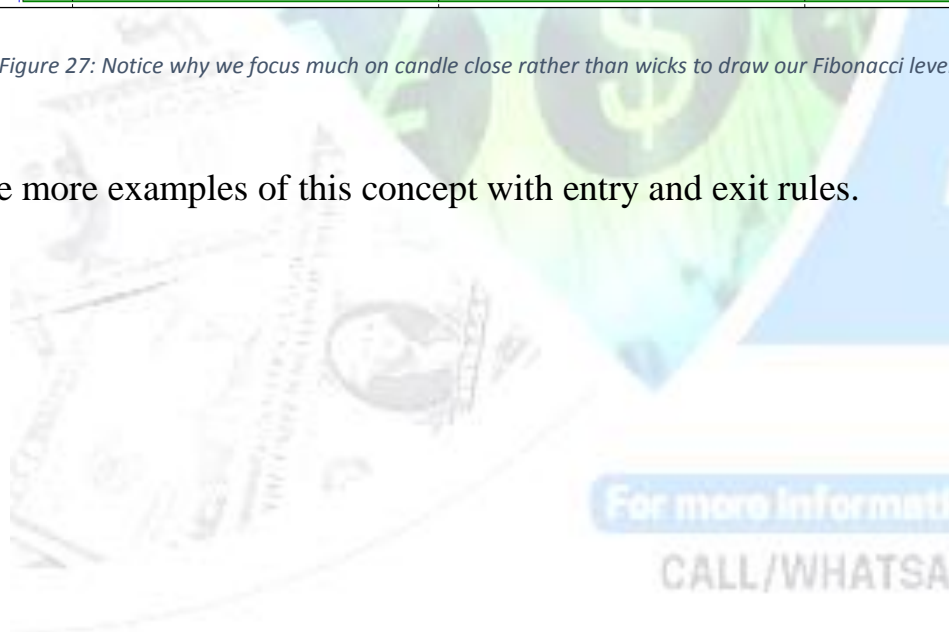 Figure 27: Notice why we focus much on candle close rather than wicks to draw our Fibonacci leve
e more examples of this concept with entry and exit rules.
$
For more Informati
CALL/WHATSA